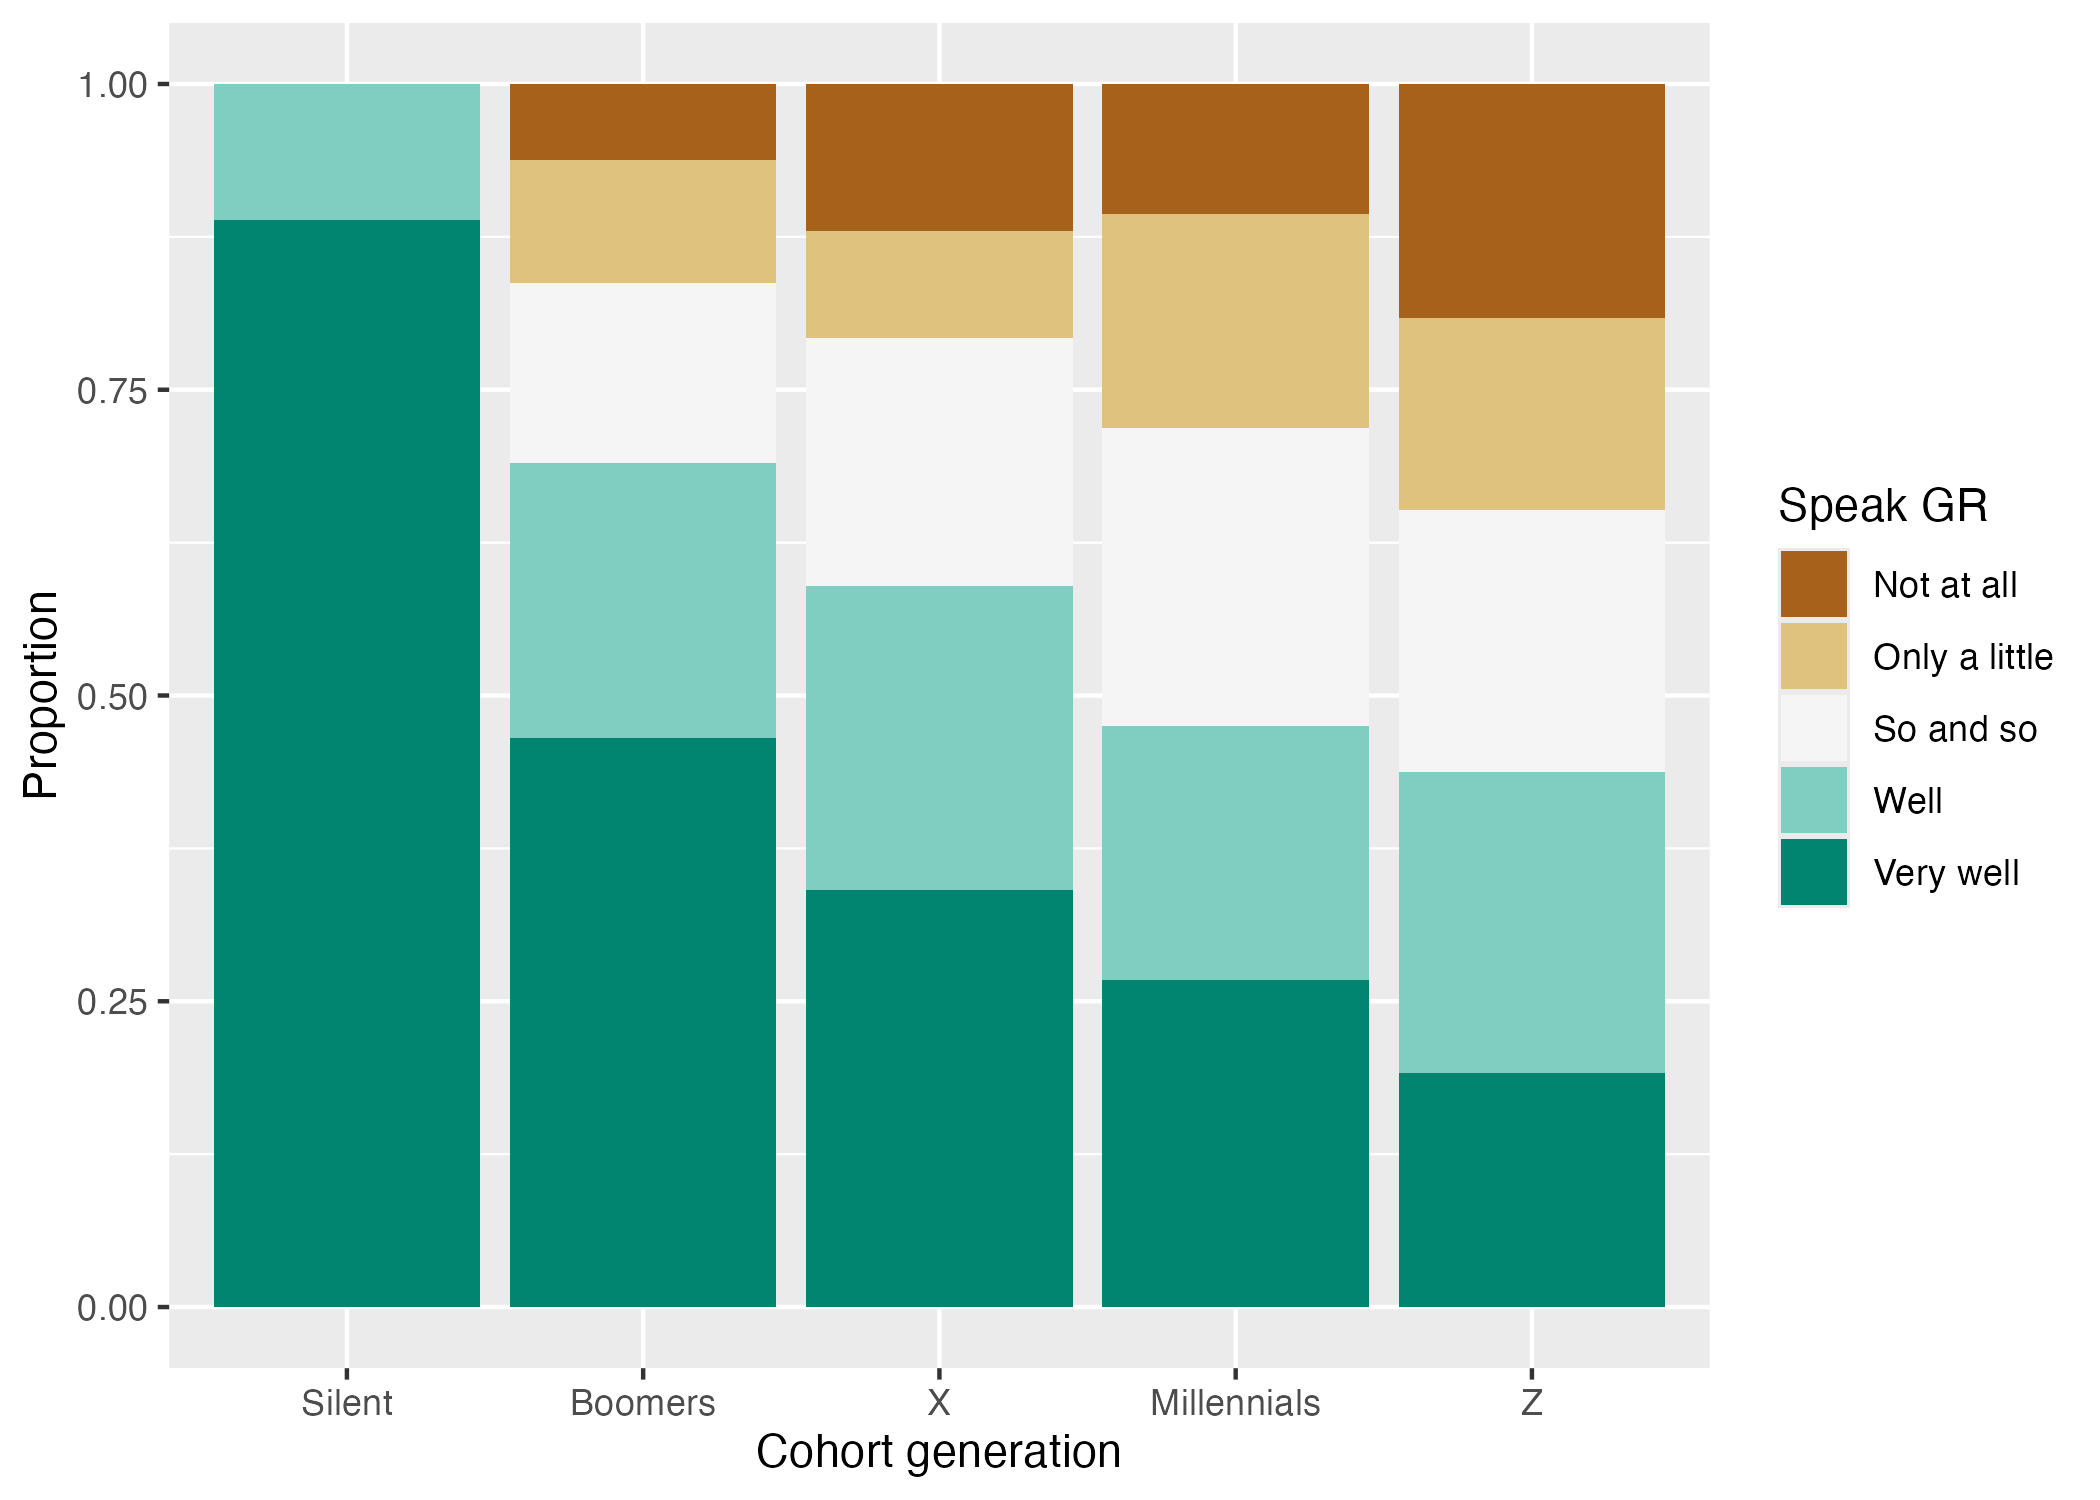 1.00
0.75
0.50
0.25
0.00
Proportion
Silent
Boomers
X
Millennials
Z
Cohort generation
Speak GR
Not at all
Only a little
So and so
Well
Very well